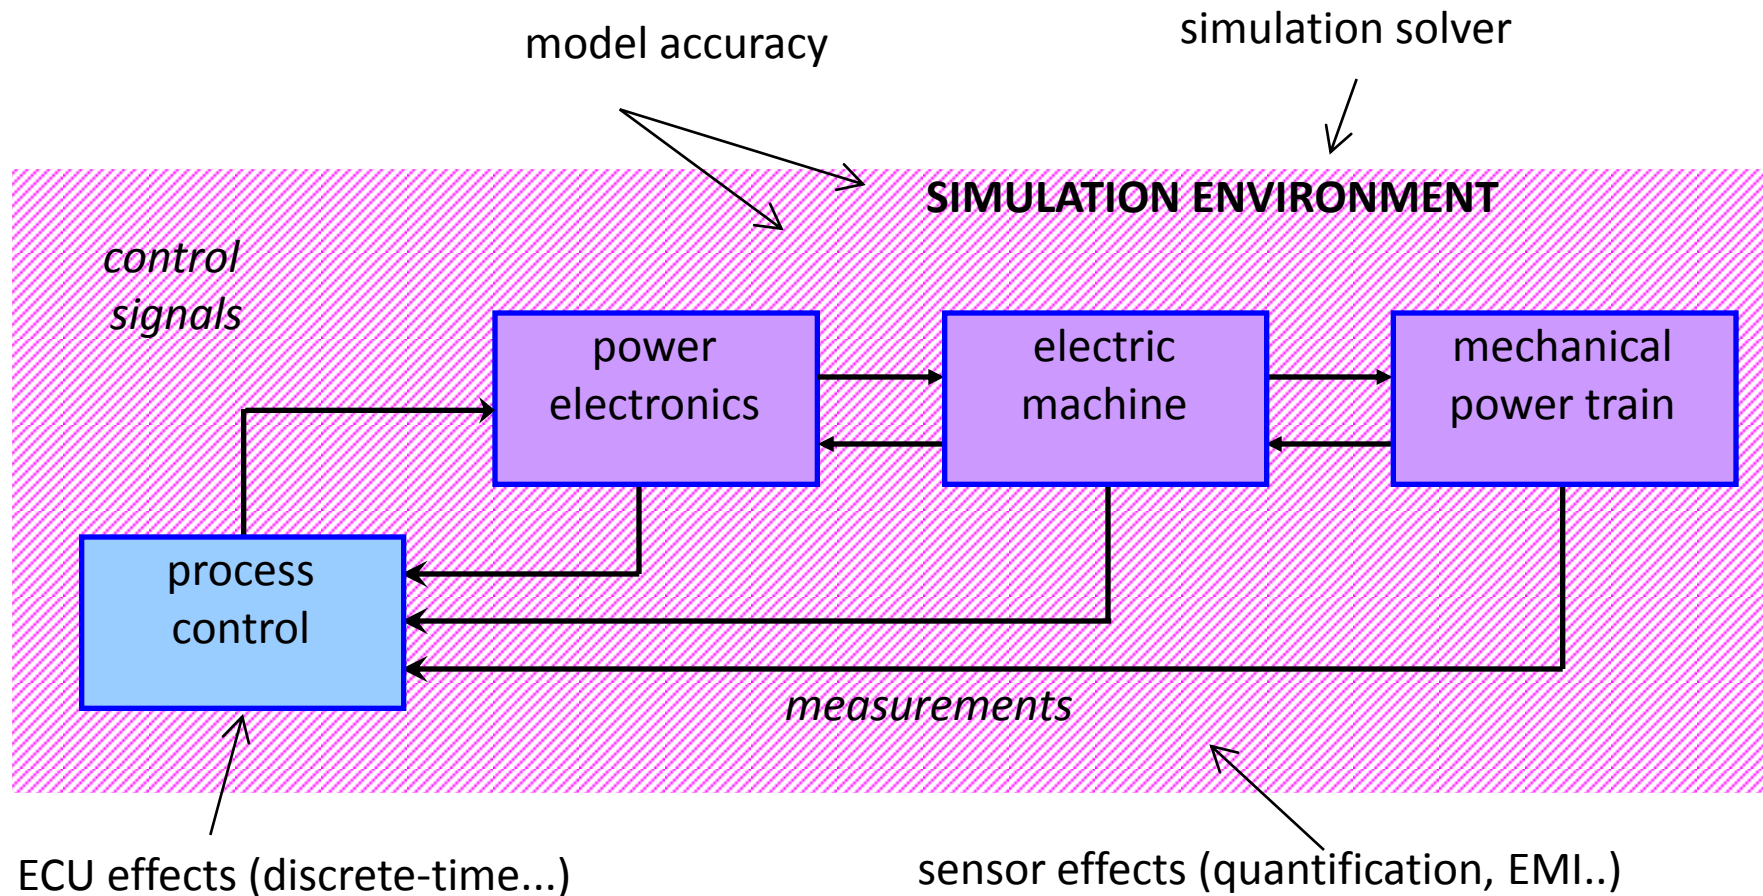 model accuracy
simulation solver
SIMULATION ENVIRONMENT
control
signals
power
electronics
electric
machine
mechanical
power train
process
control
measurements
ECU effects (discrete-time...)
sensor effects (quantification, EMI..)